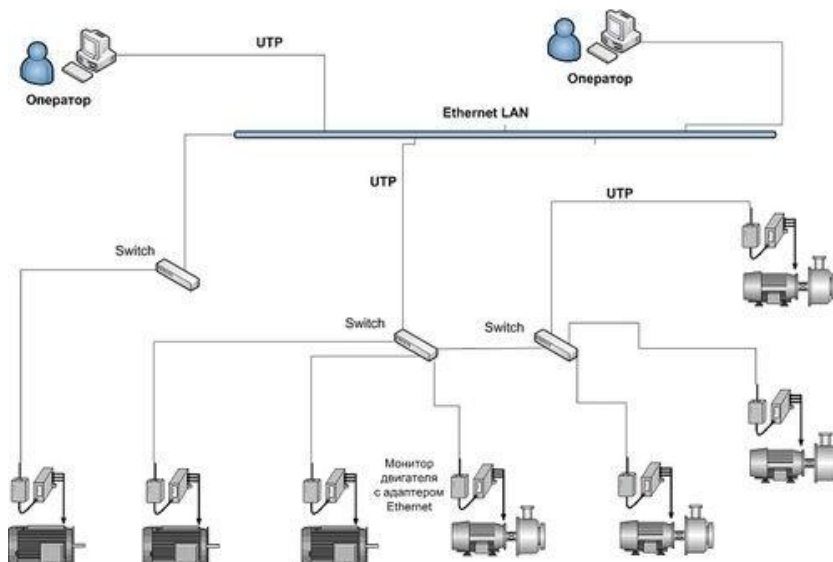 UTP
Оператор
Оператор
Ethernet LAN
UTP
UTP
Switch
Switch
Switch
Монитор
двигателя
с адаптером
Ethernet